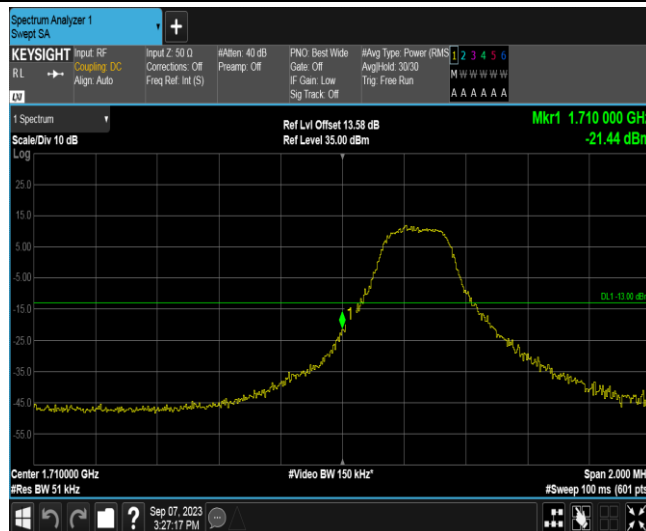 Spectrum Analyzer 1
Swept SA
+
KEYSIGHT
RL
LXI
Input: RF
Coupling: DC
Align: Auto
Input Z: 50 Ω
Corrections: Off
Freq Ref: Int (S)
#Atten: 40 dB
Preamp: Off
PNO: Best Wide
Gate: Off
IF Gain: Low
Sig Track: Off
#Avg Type: Power (RMS
Avg|Hold: 30/30
Trig: Free Run
1 2 3 4 5 6
M W W W W W
A A A A A A
1 Spectrum
Scale/Div 10 dB
Log
Ref Lvl Offset 13.58 dB
Ref Level 35.00 dBm
Mkr1 1.710 000 GHz
-21.44 dBm
25.0
15.0
5.00
-5.00
-15.0
-25.0
-35.0
-45.0
-55.0
DL1 -13.00 dBm
1
Center 1.710000 GHz
#Res BW 51 kHz
#Video BW 150 kHz*
Span 2.000 MH
#Sweep 100 ms (601 pts
?
Sep 07, 2023
3:27:17 PM